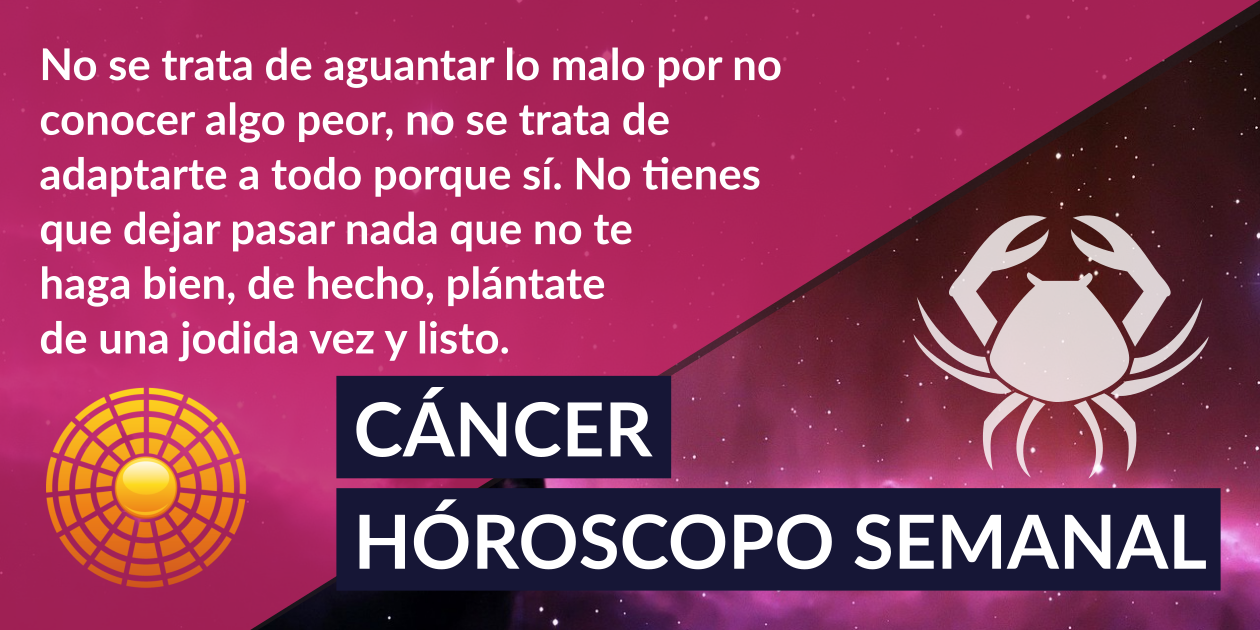 No se trata de aguantar lo malo por no
conocer algo peor, no se trata de
adaptarte a todo porque sí. No tienes
que dejar pasar nada que no te
haga bien, de hecho, plántate
de una jodida vez y listo.
CÁNCER
HÓROSCOPO SEMANAL